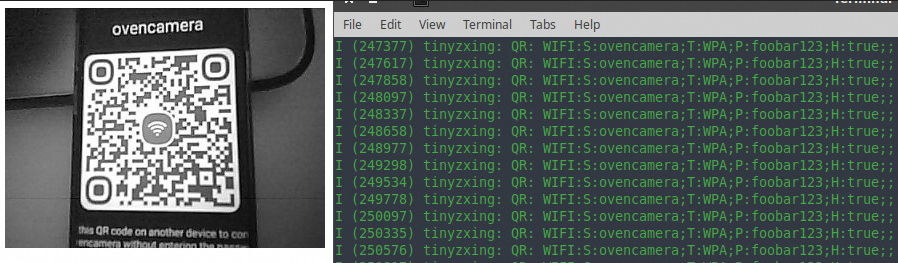 ovencamera
this QR code on another device to con
encamera without entering the
File Edit View Terminal Tabs Help
I (247377) tinyzxing: QR: WIFI:S:ovencamera;T:WPA;P:foobar123;H:true;;
I (247617) tinyzxing: QR: WIFI:S:ovencamera;T:WPA;P:foobar123;H:true;;
I (247858) tinyzxing: QR: WIFI:S:ovencamera;T:WPA;P:foobar123;H:true;;
I (248097) tinyzxing: QR: WIFI:S:ovencamera;T:WPA;P:foobar123;H:true;;
I (248337) tinyzxing: QR: WIFI:S:ovencamera;T:WPA;P:foobar123;H:true;;
I (248658) tinyzxing: QR: WIFI:S:ovencamera;T:WPA;P:foobar123;H:true;;
I (248977) tinyzxing: QR: WIFI:S:ovencamera;T:WPA;P:foobar123;H:true;;
I (249298) tinyzxing: QR: WIFI:S:ovencamera;T:WPA;P:foobar123;H:true;;
I (249534) tinyzxing: QR: WIFI:S:ovencamera;T:WPA;P:foobar123;H:true;;
I (249778) tinyzxing: QR: WIFI:S:ovencamera;T:WPA;P:foobar123;H:true;;
I (250097) tinyzxing: QR: WIFI:S:ovencamera;T:WPA;P:foobar123;H:true;;
I (250335) tinyzxing: QR: WIFI:S:ovencamera;T:WPA;P:foobar123;H:true;;
I (250576) tinyzxing: QR: WIFI:S:ovencamera;T:WPA;P:foobar123;H:true;;